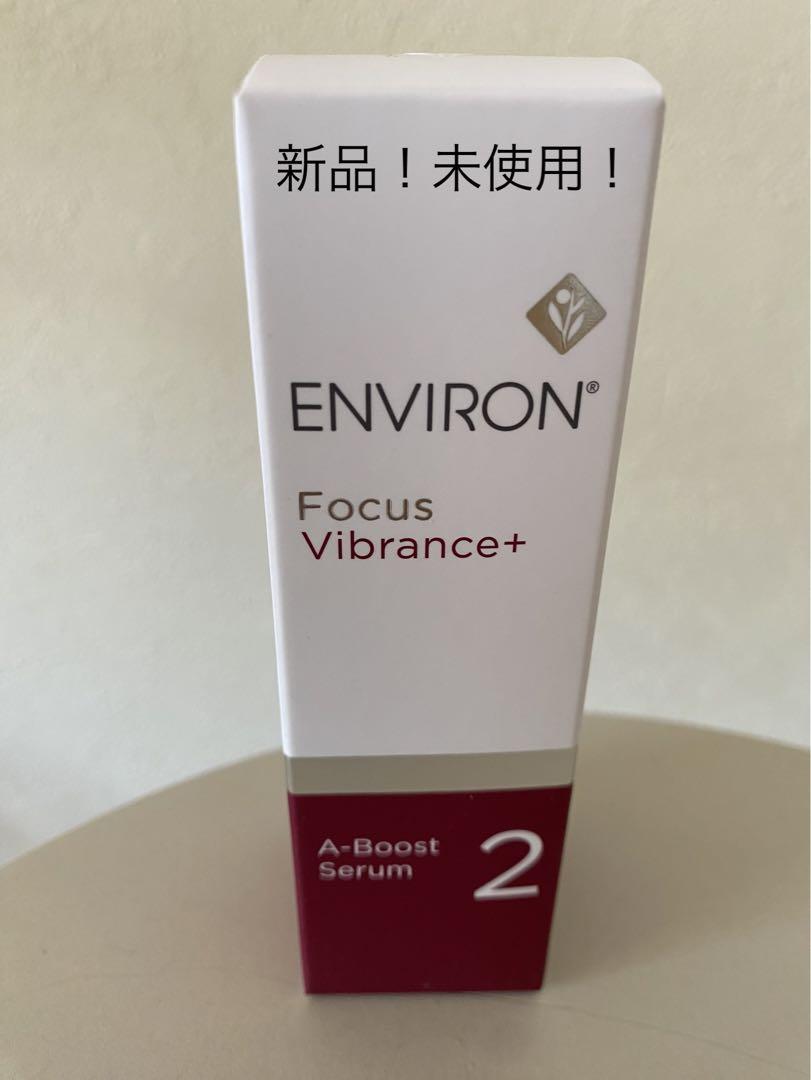 新品！未使用！
ENVIRON®
Focus
Vibrance+
A-Boost
Serum
2